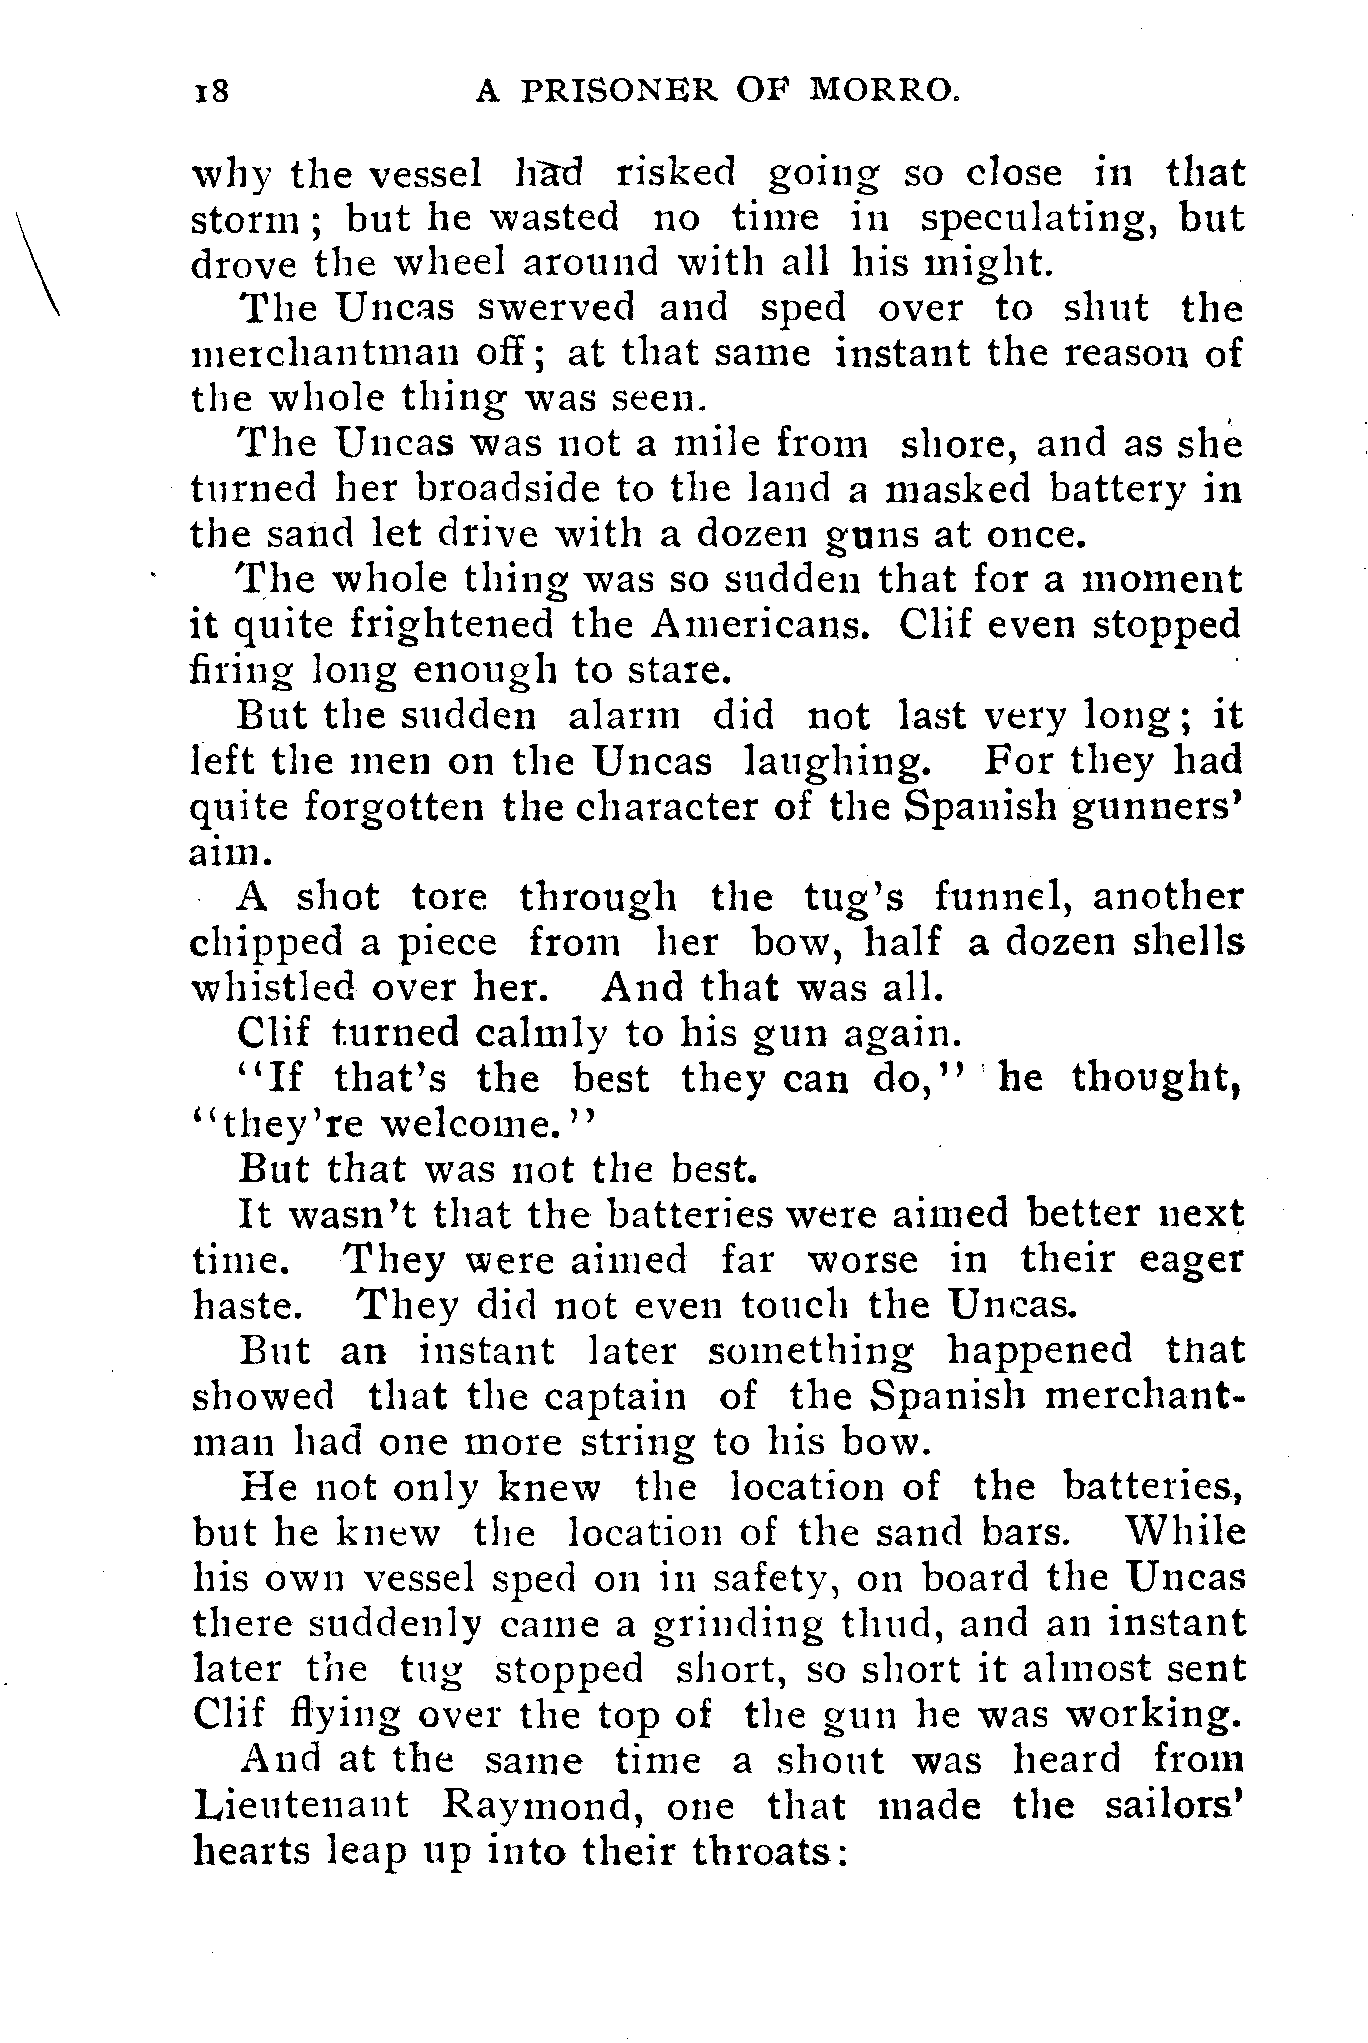 18 A PRISONER OF MORRO.
why the vessel had risked going so close in that
storm; but he wasted no time in speculating, but
drove the wheel around with all his might.
The Uncas swerved and sped over to shut the
merchantman off; at that same instant the reason of
the whole thing was seen.
The Uncas was not a mile from shore, and as she
turned her broadside to the land a masked battery in
the sand let drive with a dozen guns at once.
The whole thing was so sudden that for a moment
it quite frightened the Americans. Clif even stopped
firing long enough to stare.
But the sudden alarm did not last very long; it
left the men on the Uncas laughing. For they had
quite forgotten the character of the Spanish gunners'
aim.
A shot tore through the tug's funnel, another
chipped a piece from her bow, half a dozen shells
whistled over her. And that was all.
Clif turned calmly to his gun again.
"If that's the best they can do," he thought,
"they're welcome."
But that was not the best.
It wasn't that the batteries were aimed better next
time. They were aimed far worse in their eager
haste. They did not even touch the Uncas.
But an instant later something happened that
showed that the captain of the Spanish merchant-
man had one more string to his bow.
He not only knew the location of the batteries,
but he knew the location of the sand bars. While
his own vessel sped on in safety, on board the Uncas
there suddenly came a grinding thud, and an instant
later the tug stopped short, so short it almost sent
Clif flying over the top of the gun he was working.
And at the same time a shout was heard from
Lieutenant Raymond, one that made the sailors'
hearts leap up into their throats: